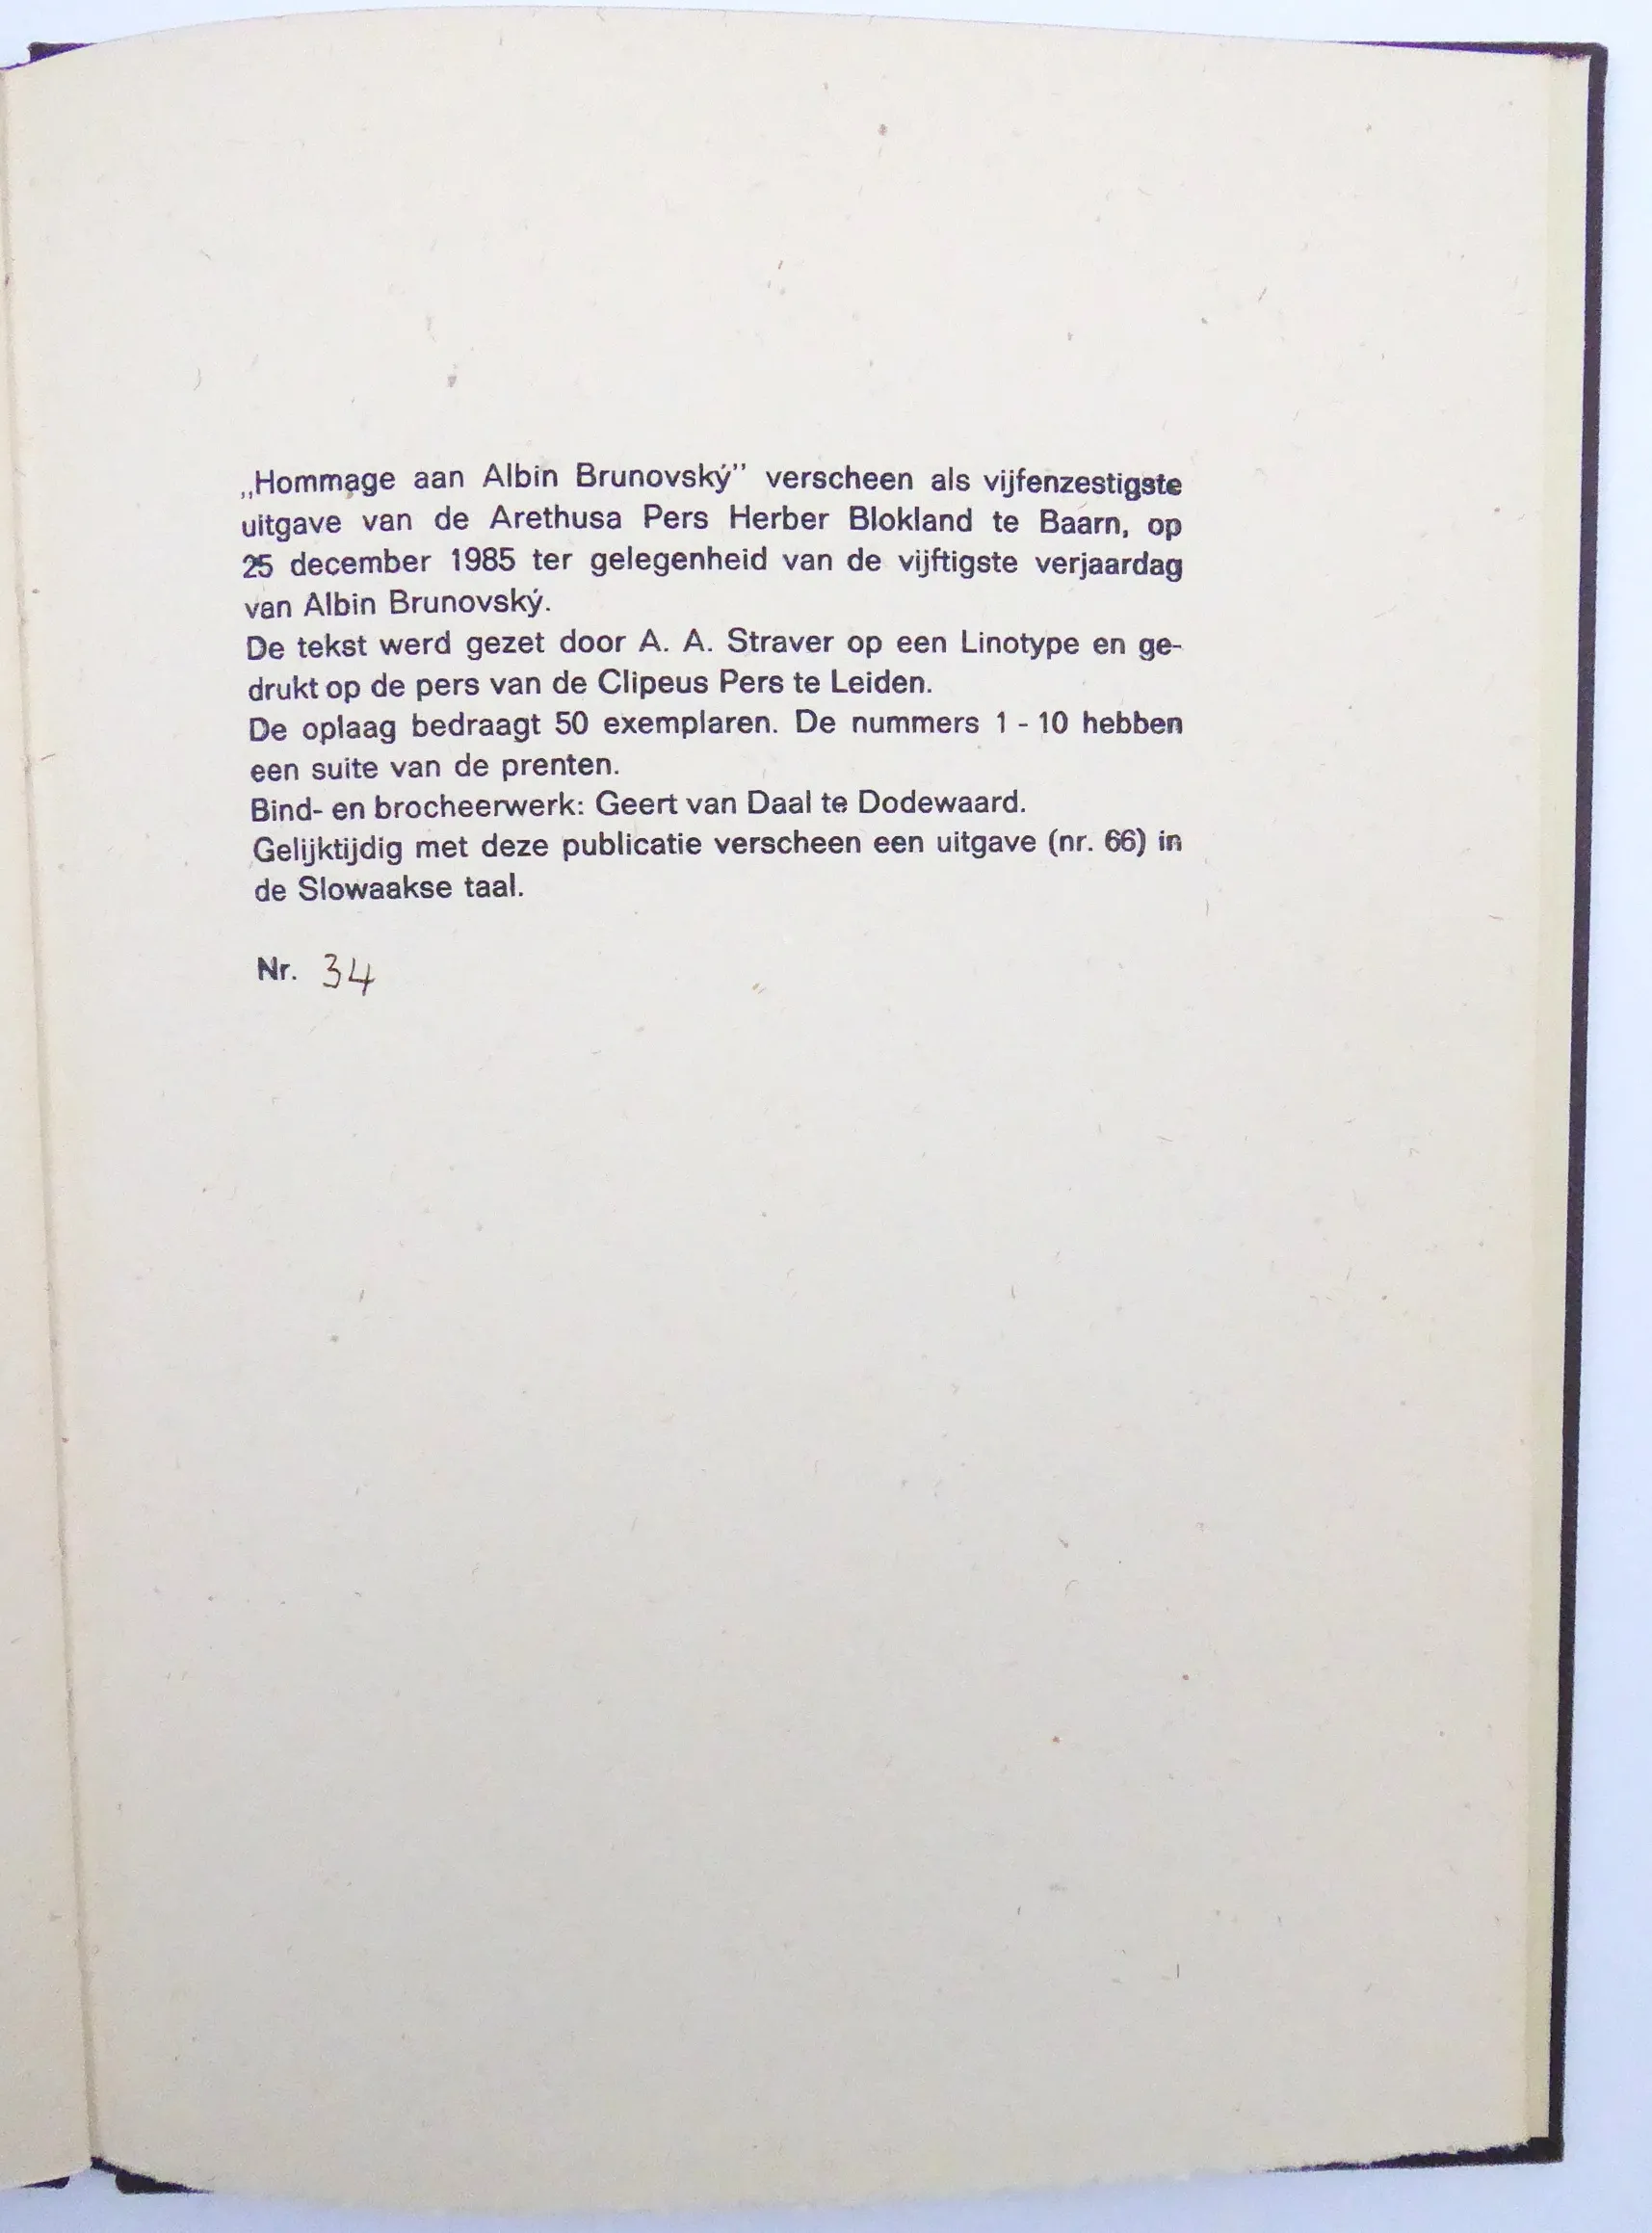 „Hommage aan Albin Brunovský” verscheen als vijfenzestigste
uitgave van de Arethusa Pers Herber Blokland te Baarn, op
25 december 1985 ter gelegenheid van de vijftigste verjaardag
van Albin Brunovský.
De tekst werd gezet door A. A. Straver op een Linotype en ge-
drukt op de pers van de Clipeus Pers te Leiden.
De oplaag bedraagt 50 exemplaren. De nummers 1 - 10 hebben
een suite van de prenten.
Bind- en brocheerwerk: Geert van Daal te Dodewaard.
Gelijktijdig met deze publicatie verscheen een uitgave (nr. 66) in
de Slowaakse taal.
Nr. 34